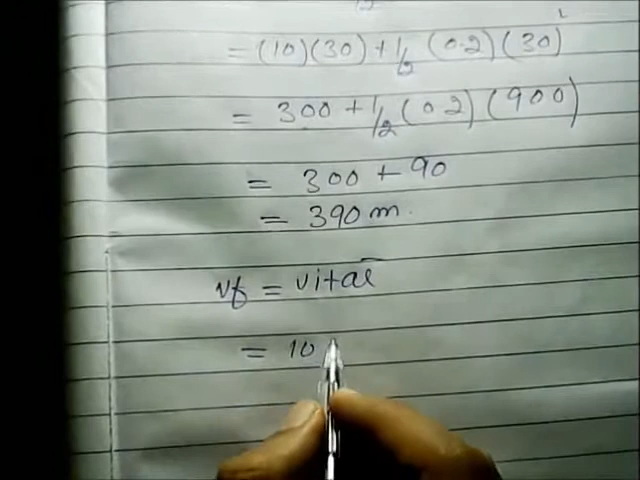 = (10)(30) + 1/2 (0.2)(30)²
= 300 + 1/2 (0.2) (900)
= 300 + 90
= 390 m.
vf = vi + at
= 10